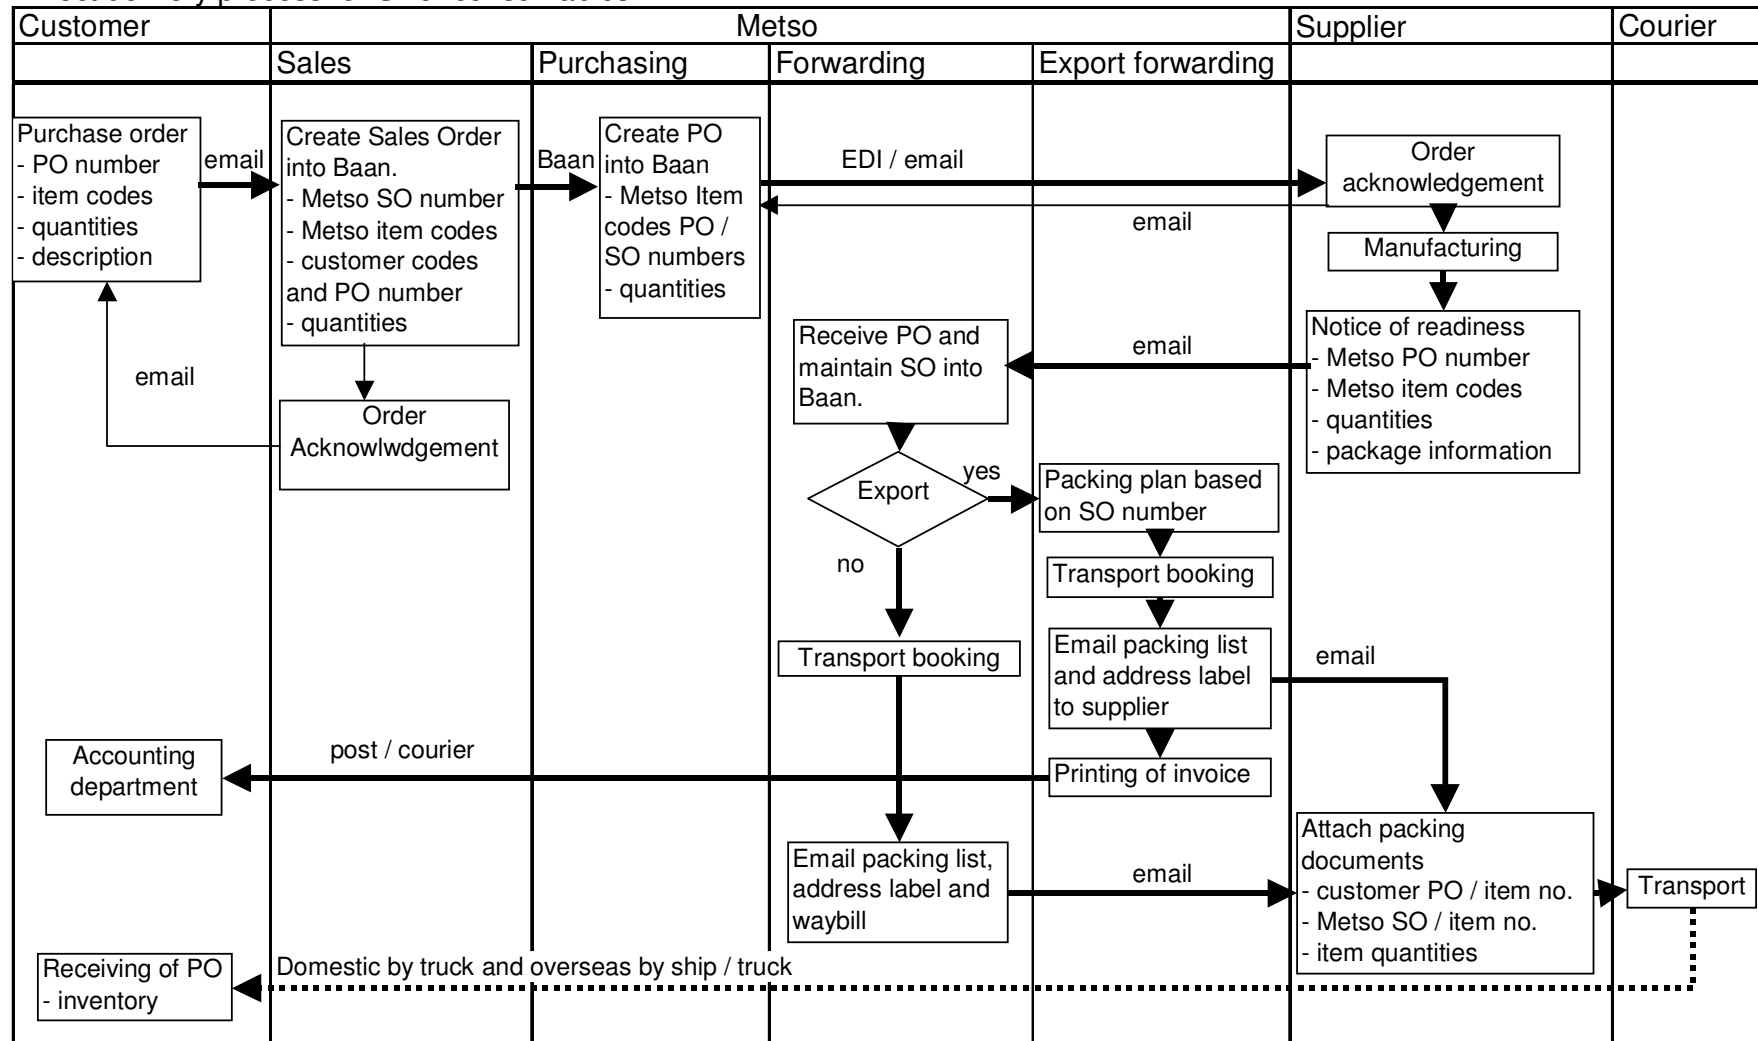 Customer
Metso
Supplier
Courier
Sales
Purchasing
Forwarding
Export forwarding
Purchase order
- PO number
- item codes
- quantities
- description
email
Create Sales Order
into Baan.
- Metso SO number
- Metso item codes
- customer codes
and PO number
- quantities
Baan
Create PO
into Baan
- Metso Item
codes PO /
SO numbers
- quantities
EDI / email
Order
acknowledgement
email
Manufacturing
Notice of readiness
- Metso PO number
- Metso item codes
- quantities
- package information
email
Receive PO and
maintain SO into
Baan.
email
Order
Acknowlwdgement
Export
yes
no
Packing plan based
on SO number
Transport booking
Email packing list
and address label
to supplier
email
Transport booking
Printing of invoice
post / courier
Accounting
department
Email packing list,
address label and
waybill
email
Attach packing
documents
- customer PO / item no.
- Metso SO / item no.
- item quantities
Transport
Domestic by truck and overseas by ship / truck
Receiving of PO
- inventory